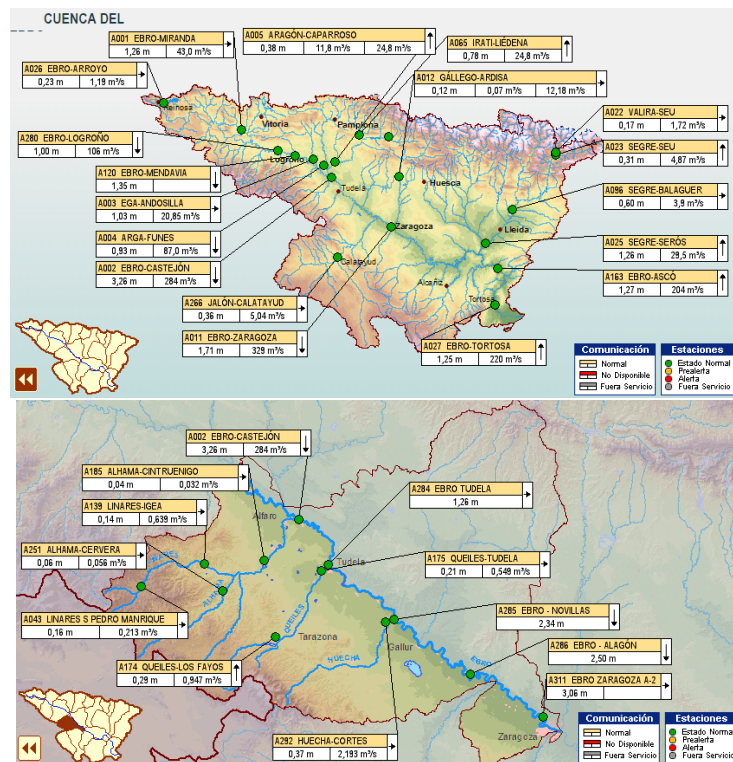 CUENCA DEL
A001 EBRO-MIRANDA
1,26 m 43,0 m³/s
A005 ARAGÓN-CAPARROSO
0,38 m 11,8 m³/s 24,8 m³/s
A065 IRATI-LIÉDENA
0,78 m 24,8 m³/s
A026 EBRO-ARROYO
0,23 m 1,19 m³/s
A012 GÁLLEGO-ARDISA
0,12 m 0,07 m³/s 12,18 m³/s
Reinosa
A022 VALIRA-SEU
0,17 m 1,72 m³/s
Vitoria
Pamplona
A280 EBRO-LOGROÑO
1,00 m 106 m³/s
A023 SEGRE-SEU
0,31 m 4,87 m³/s
Logroño
A120 EBRO-MENDAVIA
1,35 m
Huesca
Tudela
A096 SEGRE-BALAGUER
0,60 m 3,9 m³/s
A003 EGA-ANDOSILLA
1,03 m 20,85 m³/s
Zaragoza
Lleida
A004 ARGA-FUNES
0,93 m 87,0 m³/s
A025 SEGRE-SERÓS
1,26 m 29,5 m³/s
A002 EBRO-CASTEJÓN
3,26 m 284 m³/s
Calatayud
A163 EBRO-ASCÓ
1,27 m 204 m³/s
Alcañiz
A266 JALÓN-CALATAYUD
0,36 m 5,04 m³/s
Tortosa
A011 EBRO-ZARAGOZA
1,71 m 329 m³/s
A027 EBRO-TORTOSA
1,25 m 220 m³/s
Comunicación
Normal
No Disponible
Fuera Servicio
Estaciones
Estado Normal
Prealerta
Alerta
Fuera Servicio
A002 EBRO-CASTEJÓN
3,26 m 284 m³/s
A185 ALHAMA-CINTRUENIGO
0,04 m 0,032 m³/s
A284 EBRO TUDELA
1,26 m
A139 LINARES-IGEA
0,14 m 0,639 m³/s
Alfaro
A251 ALHAMA-CERVERA
0,06 m 0,056 m³/s
LINARES
Tudela
A175 QUEILES-TUDELA
0,21 m 0,549 m³/s
ALHAMA
A043 LINARES S PEDRO MANRIQUE
0,16 m 0,213 m³/s
QUEILES
Tarazona
A285 EBRO - NOVILLAS
2,34 m
Gallur
A286 EBRO - ALAGÓN
2,50 m
HUECHA
EBRO
A174 QUEILES-LOS FAYOS
0,29 m 0,947 m³/s
A311 EBRO ZARAGOZA A-2
3,06 m
Zaragoza
A292 HUECHA-CORTES
0,37 m 2,193 m³/s
Comunicación
Normal
No Disponible
Fuera Servicio
Estaciones
Estado Normal
Prealerta
Alerta
Fuera Servicio